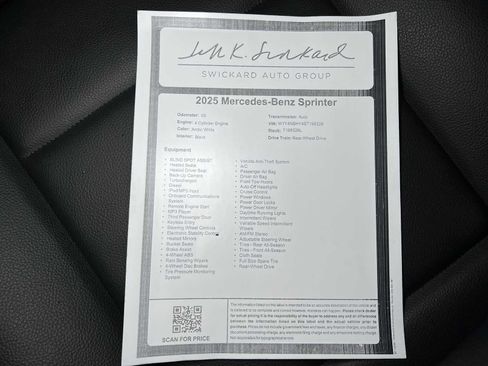 SWICKARD AUTO GROUP
2025 Mercedes-Benz Sprinter
Odometer:
Engine: 4 Cylinder Engine
Color: Arctic White
Interior: Black
Transmission: Auto
VIN:
Stock:
Drive Train: Rear-Wheel Drive
Equipment
BLIND SPOT ASSIST
Heated Seats
Heated Driver Seat
Back-Up Camera
Turbocharged
Diesel
iPod/MP3 Input
Onboard Communications
System
Remote Engine Start
MP3 Player
Third Passenger Door
Keyless Entry
Steering Wheel Controls
Electronic Stability Control
Heated Mirrors
Bucket Seats
Brake Assist
4-Wheel ABS
Rain Sensing Wipers
4-Wheel Disc Brakes
Tire Pressure Monitoring
System
Vehicle Anti-Theft System
A/C
Passenger Air Bag
Driver Air Bag
Front Tow Hooks
Auto-Off Headlights
Cruise Control
Power Windows
Power Door Locks
Power Driver Mirror
Daytime Running Lights
Intermittent Wipers
Variable Speed Intermittent
Wipers
AM/FM Stereo
Adjustable Steering Wheel
Tires - Rear All-Season
Tires - Front All-Season
Cloth Seats
Full Size Spare Tire
Rear-Wheel Drive
SCAN FOR PRICE